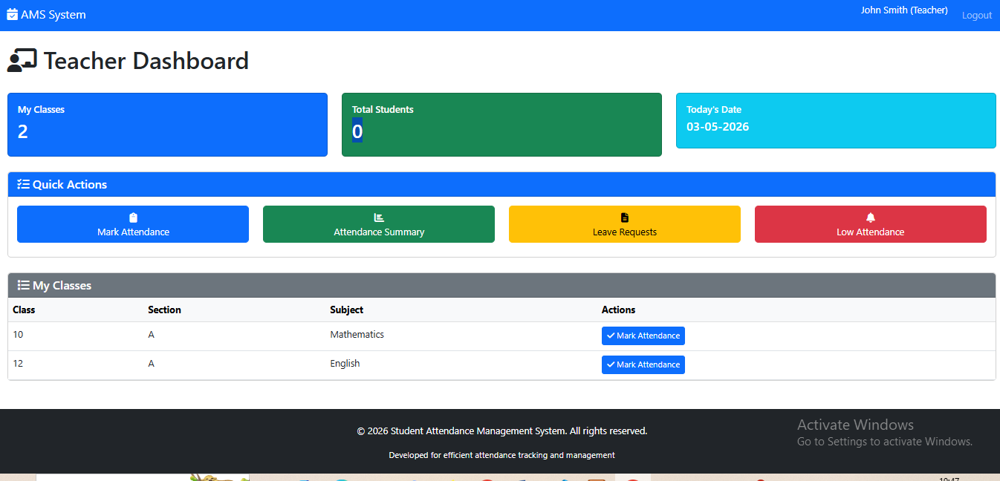 AMS System
John Smith (Teacher)
Logout
Teacher Dashboard
My Classes
2
Total Students
0
Today's Date
03-05-2026
Quick Actions
Mark Attendance
Attendance Summary
Leave Requests
Low Attendance
My Classes
Class Section Subject Actions
10 A Mathematics Mark Attendance
12 A English Mark Attendance
© 2026 Student Attendance Management System. All rights reserved.
Developed for efficient attendance tracking and management
Activate Windows
Go to Settings to activate Windows.